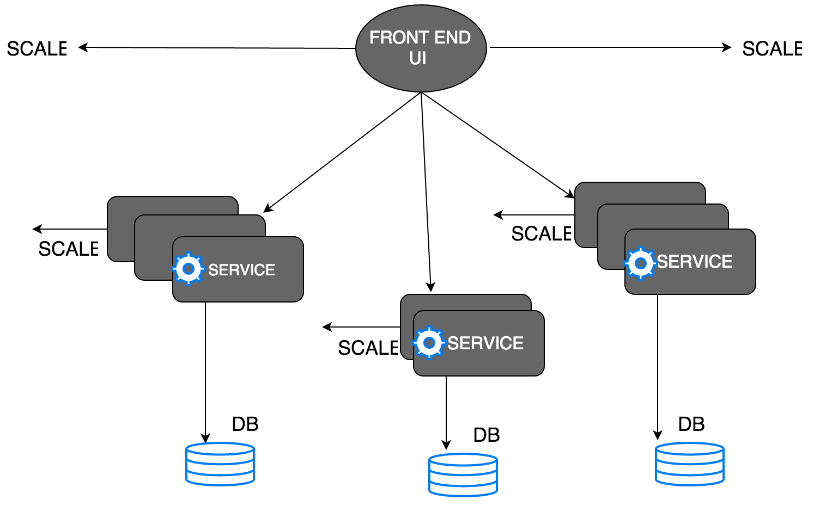 SCALE
FRONT END
UI
SCALE
SCALE
SERVICE
SCALE
SERVICE
SCALE
SERVICE
DB
DB
DB